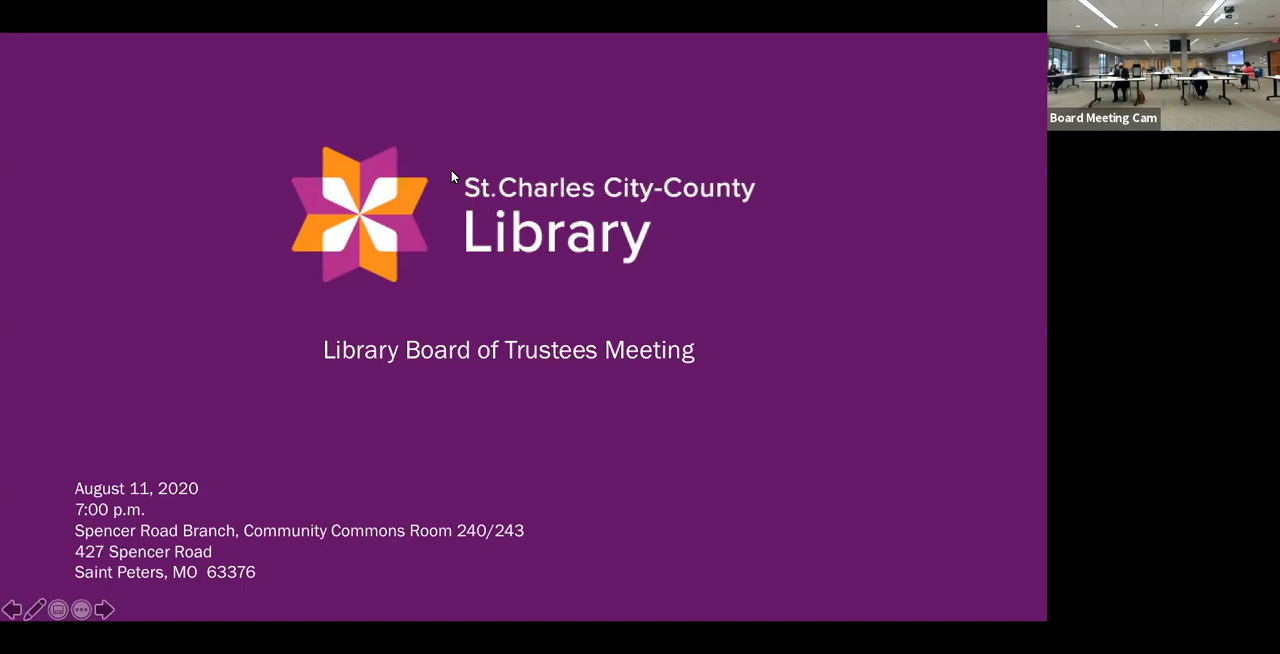 St. Charles City-County
Library
Library Board of Trustees Meeting
August 11, 2020
7:00 p.m.
Spencer Road Branch, Community Commons Room 240/243
427 Spencer Road
Saint Peters, MO  63376
Board Meeting Cam